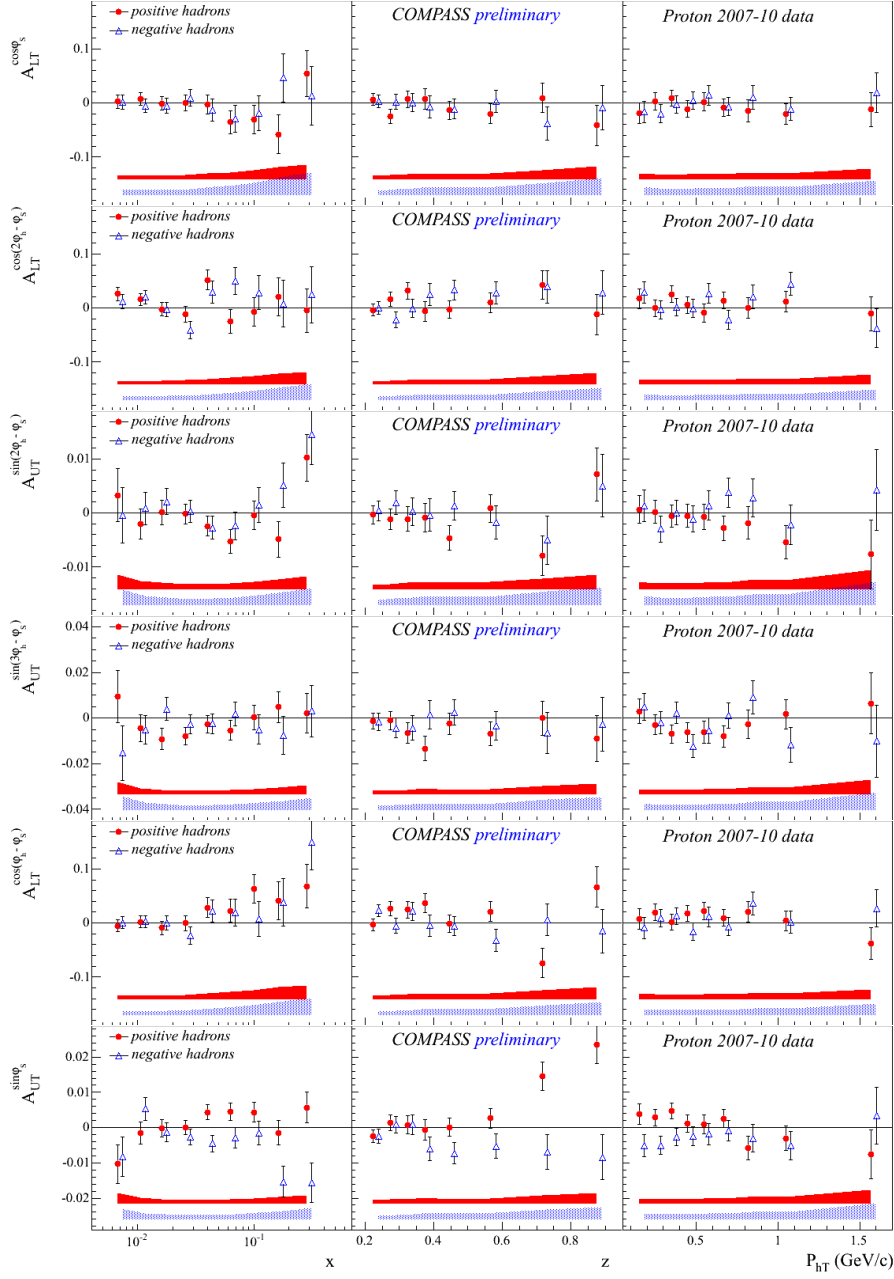 positive hadrons
negative hadrons
COMPASS preliminary
Proton 2007-10 data
A_LT^cosφ_S
0.1
0
-0.1
positive hadrons
negative hadrons
COMPASS preliminary
Proton 2007-10 data
A_LT^cos(2φ_h - φ_S)
0.1
0
-0.1
positive hadrons
negative hadrons
COMPASS preliminary
Proton 2007-10 data
A_UT^sin(2φ_h - φ_S)
0.01
0
-0.01
positive hadrons
negative hadrons
COMPASS preliminary
Proton 2007-10 data
A_UT^sin(3φ_h - φ_S)
0.04
0.02
0
-0.02
-0.04
positive hadrons
negative hadrons
COMPASS preliminary
Proton 2007-10 data
A_LT^cos(φ_h - φ_S)
0.1
0
-0.1
positive hadrons
negative hadrons
COMPASS preliminary
Proton 2007-10 data
A_UT^sinφ_S
0.02
0.01
0
-0.01
-0.02
10^-2 10^-1 0.2 0.4 0.6 0.8 0.5 1 1.5
x z P_hT (GeV/c)